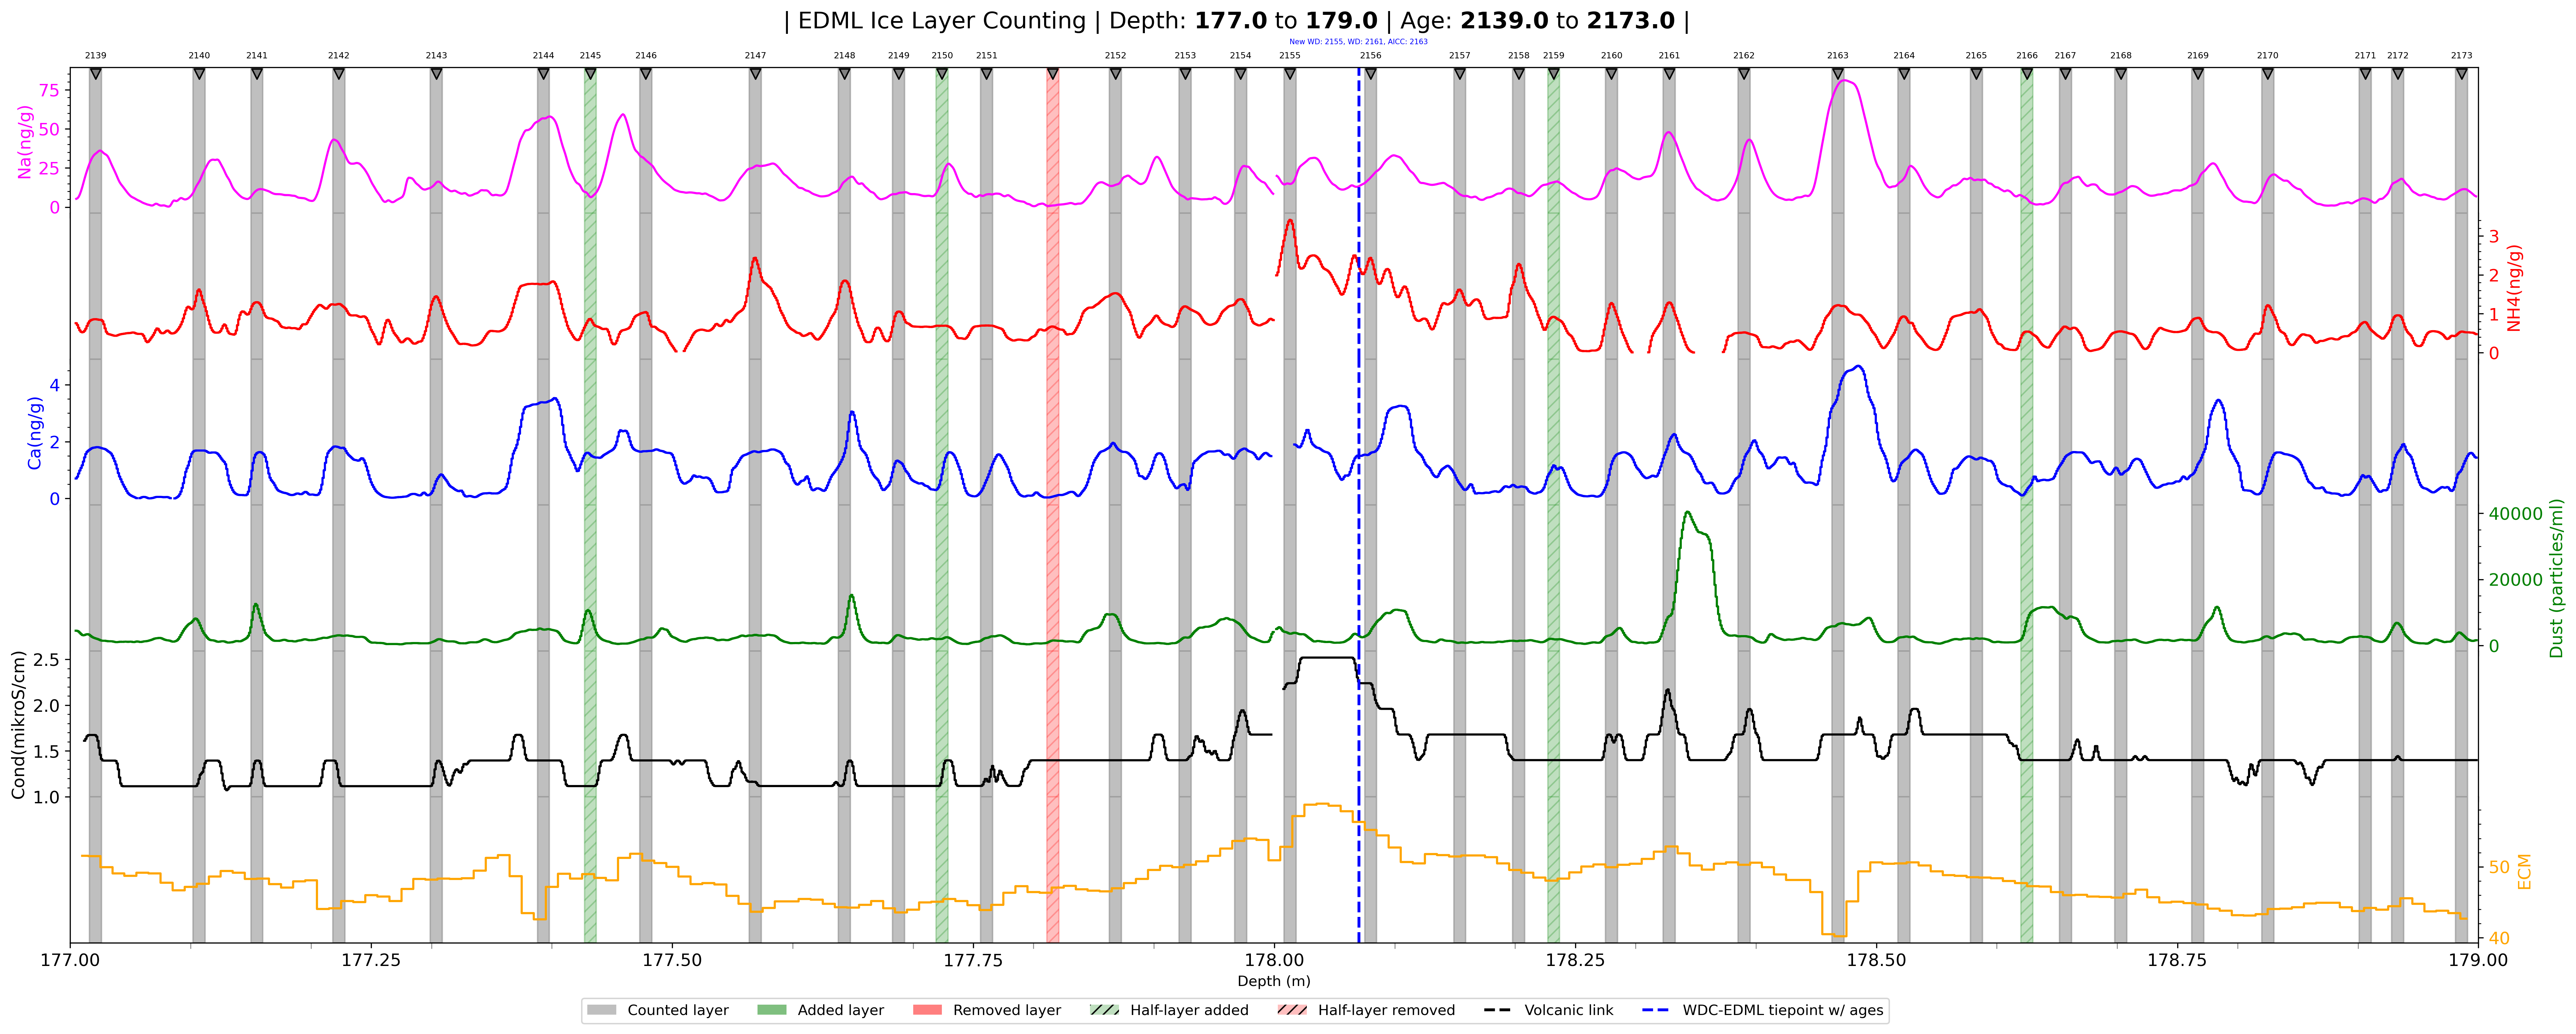 | EDML Ice Layer Counting | Depth: 177.0 to 179.0 | Age: 2139.0 to 2173.0 |
New WD: 2155, WD: 2161, AICC: 2163
2139 2140 2141 2142 2143 2144 2145 2146 2147 2148 2149 2150 2151 2152 2153 2154 2155 2156 2157 2158 2159 2160 2161 2162 2163 2164 2165 2166 2167 2168 2169 2170 2171 2172 2173
Na(ng/g)
75
50
25
0
NH4(ng/g)
3
2
1
0
Ca(ng/g)
4
2
0
Dust (particles/ml)
40000
20000
0
Cond(mikroS/cm)
2.5
2.0
1.5
1.0
ECM
50
40
177.00 177.25 177.50 177.75 178.00 178.25 178.50 178.75 179.00
Depth (m)
Counted layer Added layer Removed layer Half-layer added Half-layer removed Volcanic link WDC-EDML tiepoint w/ ages